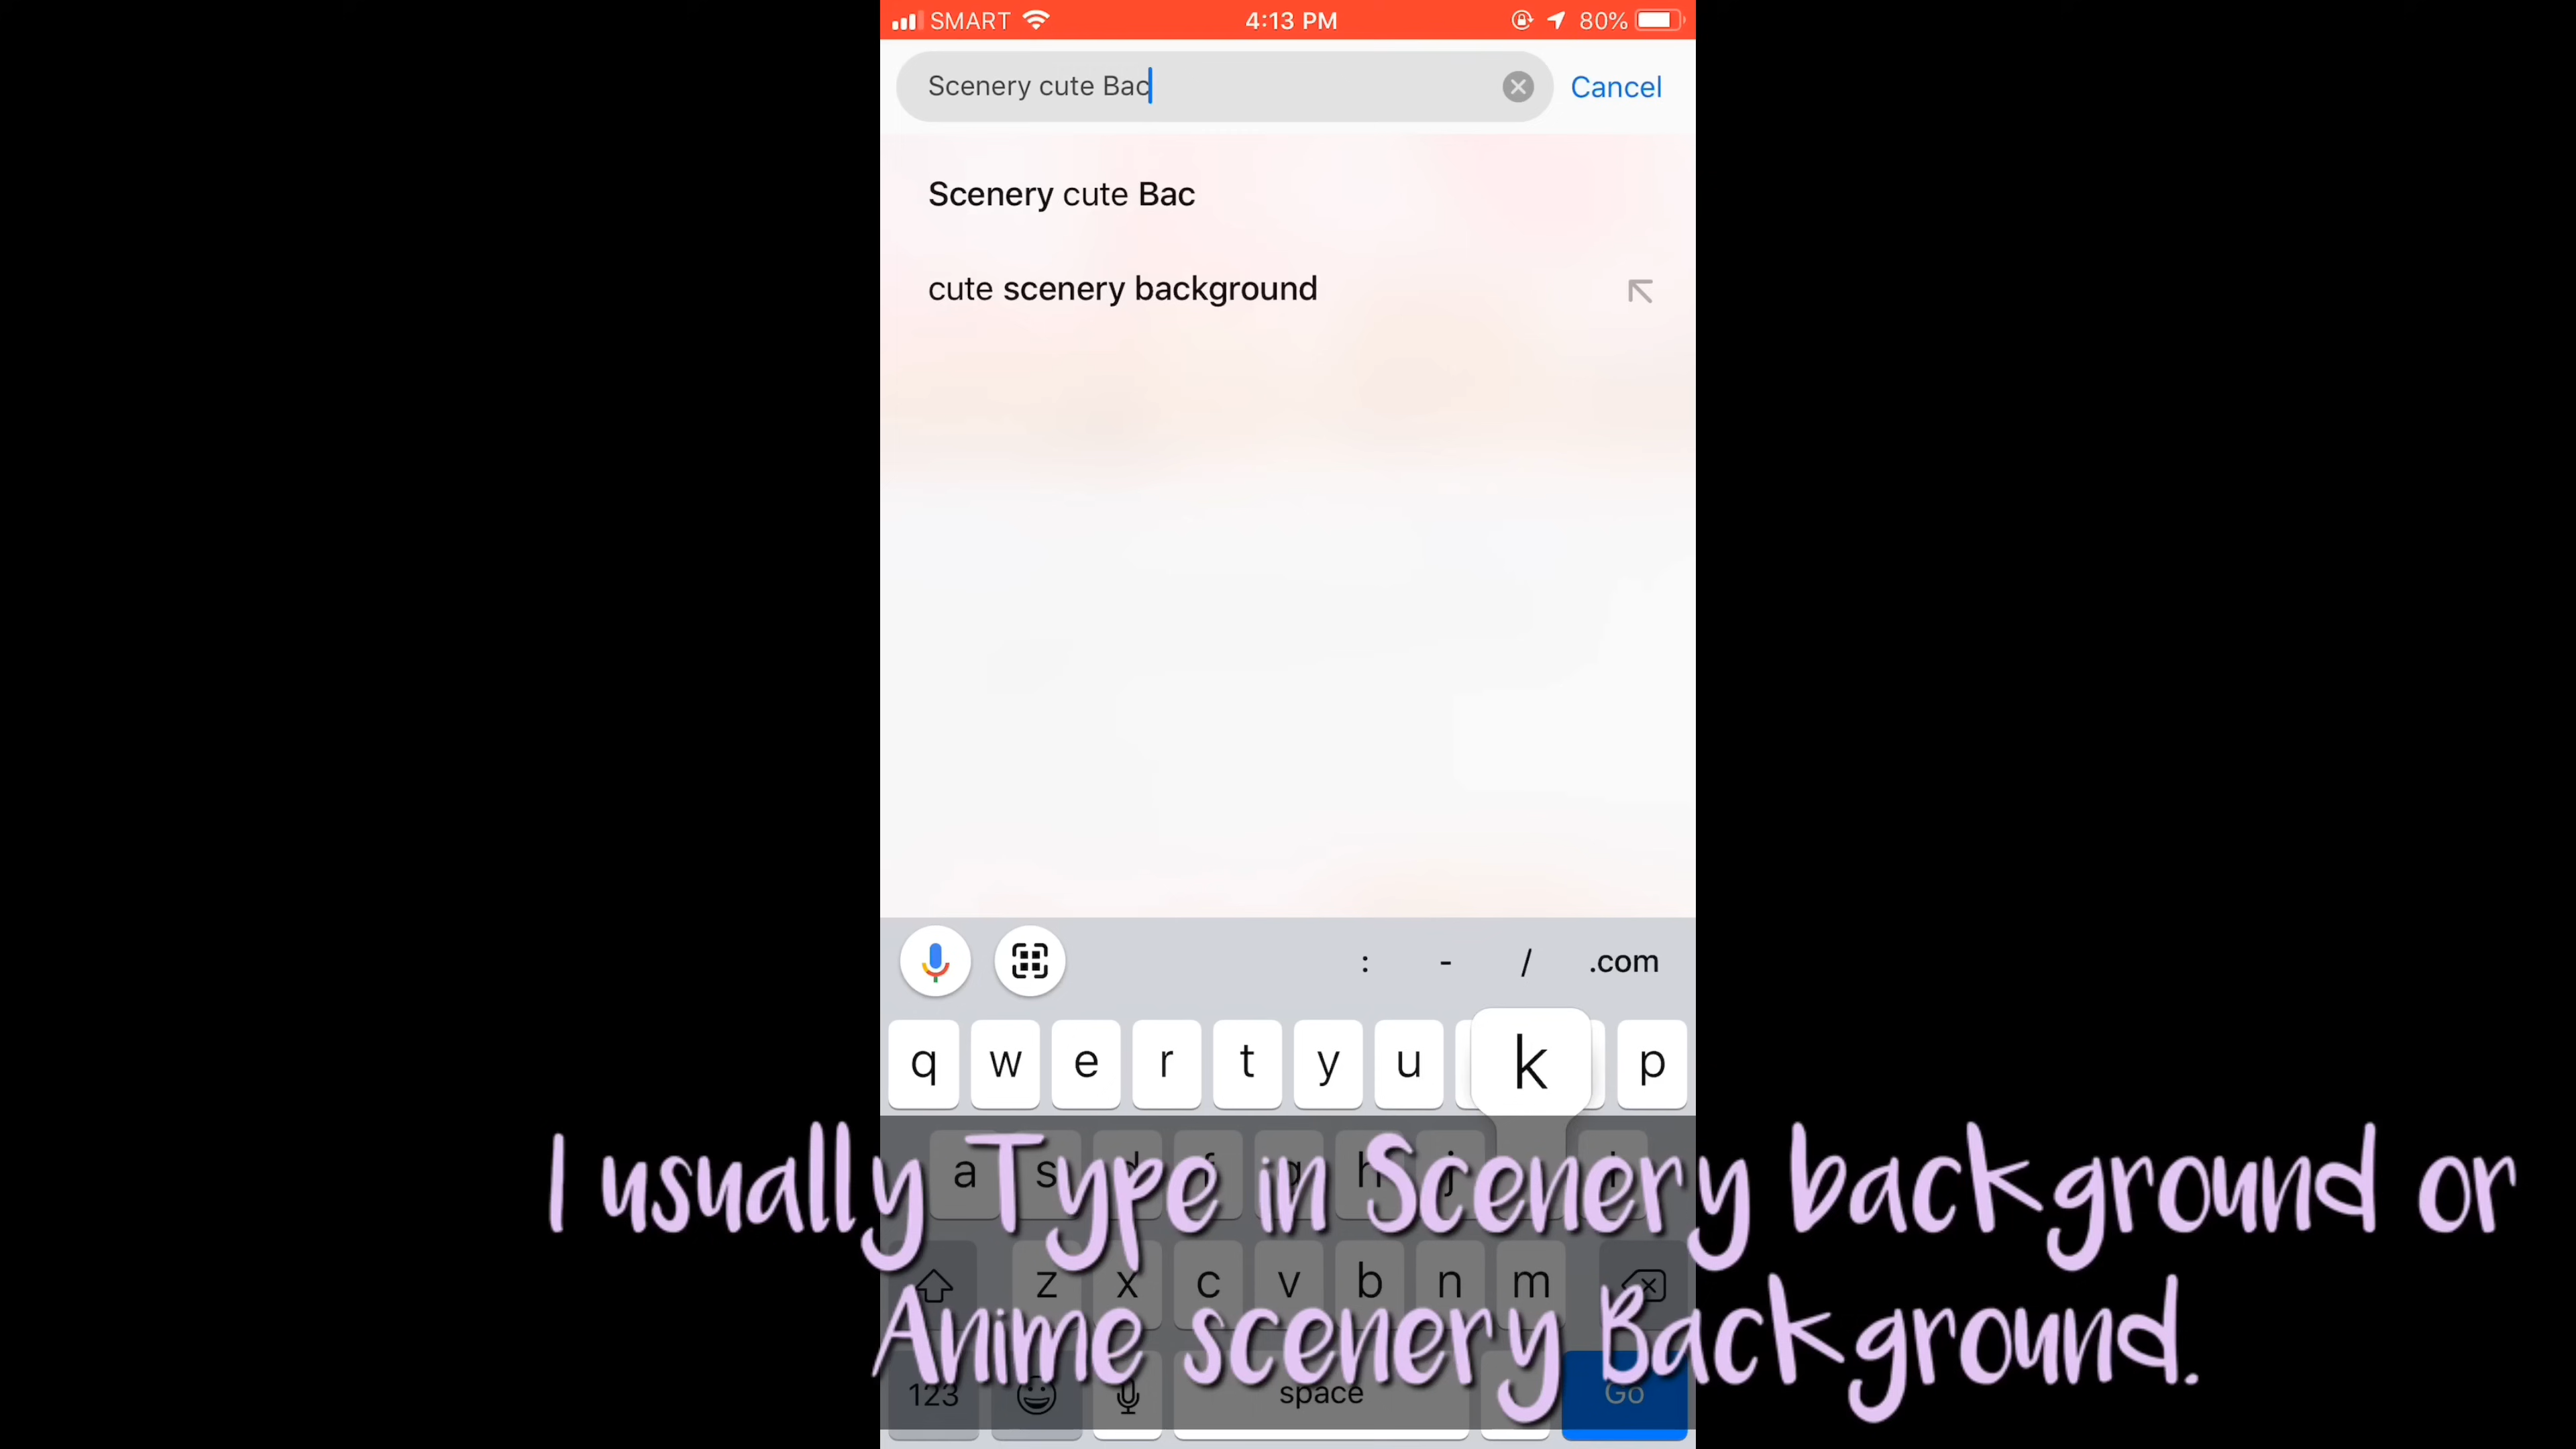 SMART 4:13 PM 80%
Scenery cute Bac Cancel
Scenery cute Bac
cute scenery background
: - / .com
q w e r t y u k p
a s d f g h j l
I usually Type in Scenery background or
z x c v b n m
Anime scenery Background.
123 space Go